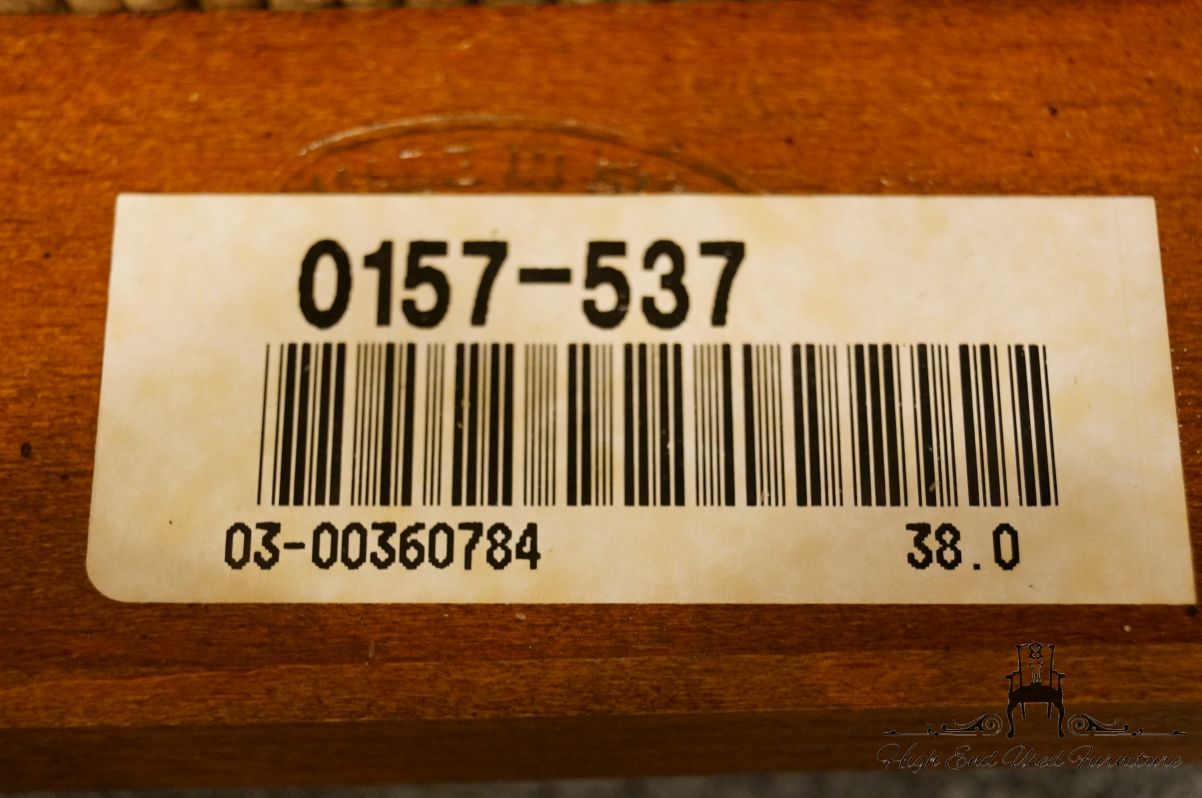 0157-537
03-00360784 38.0
High End Used Furniture